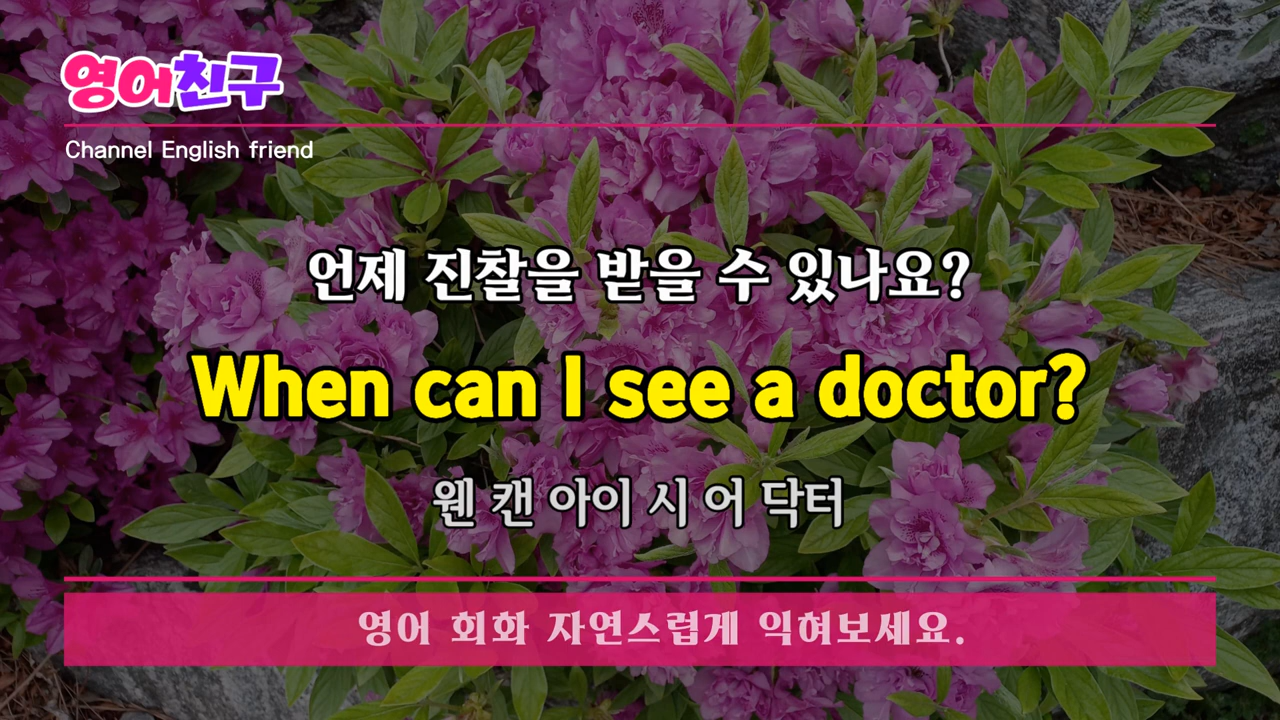 영어친구
Channel English friend
언제 진찰을 받을 수 있나요?
When can I see a doctor?
웬 캔 아이 시 어 닥터
영어 회화 자연스럽게 익혀보세요.